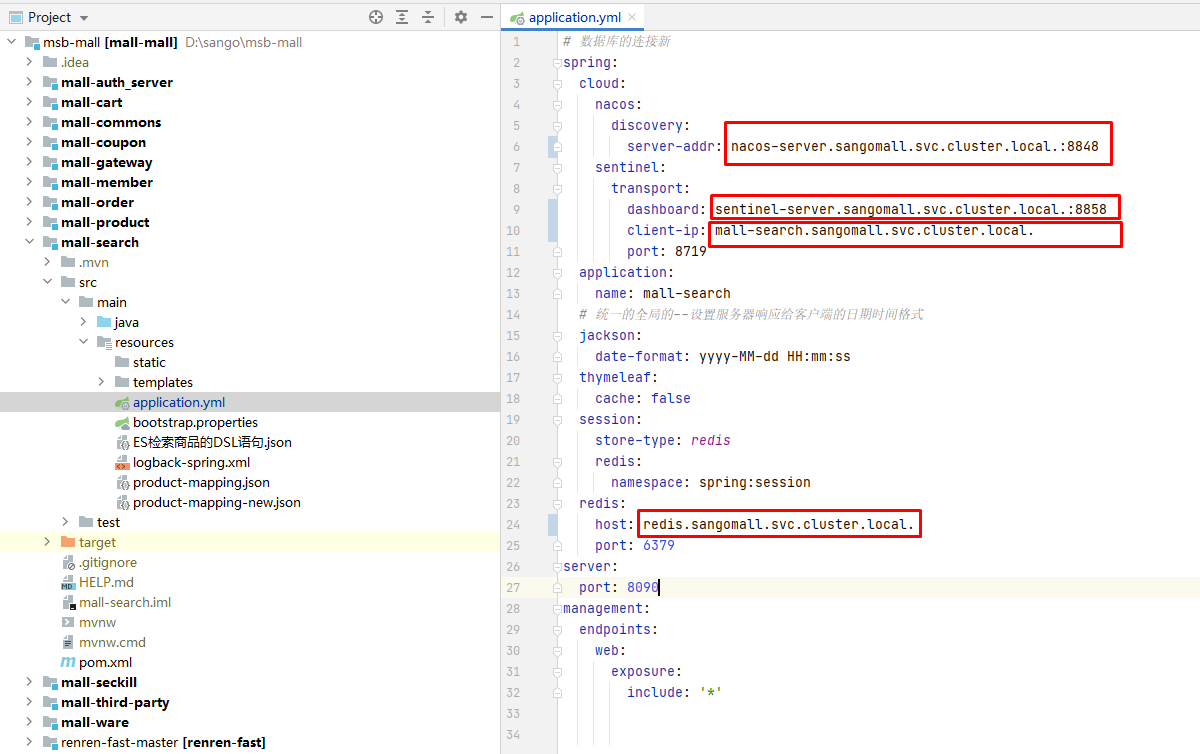 Project
msb-mall [mall-mall] D:\sango\msb-mall
.idea
mall-auth_server
mall-cart
mall-commons
mall-coupon
mall-gateway
mall-member
mall-order
mall-product
mall-search
.mvn
src
main
java
resources
static
templates
application.yml
bootstrap.properties
ES检索商品的DSL语句.json
logback-spring.xml
product-mapping.json
product-mapping-new.json
test
target
.gitignore
HELP.md
mall-search.iml
mvnw
mvnw.cmd
pom.xml
mall-seckill
mall-third-party
mall-ware
renren-fast-master [renren-fast]
application.yml
1 # 数据库的连接新
2 spring:
3 cloud:
4 nacos:
5 discovery:
6 server-addr: nacos-server.sangomall.svc.cluster.local.:8848
7 sentinel:
8 transport:
9 dashboard: sentinel-server.sangomall.svc.cluster.local.:8858
10 client-ip: mall-search.sangomall.svc.cluster.local.
11 port: 8719
12 application:
13 name: mall-search
14 # 统一的全局的--设置服务器响应给客户端的日期时间格式
15 jackson:
16 date-format: yyyy-MM-dd HH:mm:ss
17 thymeleaf:
18 cache: false
19 session:
20 store-type: redis
21 redis:
22 namespace: spring:session
23 redis:
24 host: redis.sangomall.svc.cluster.local.
25 port: 6379
26 server:
27 port: 8090
28 management:
29 endpoints:
30 web:
31 exposure:
32 include: '*'
33
34